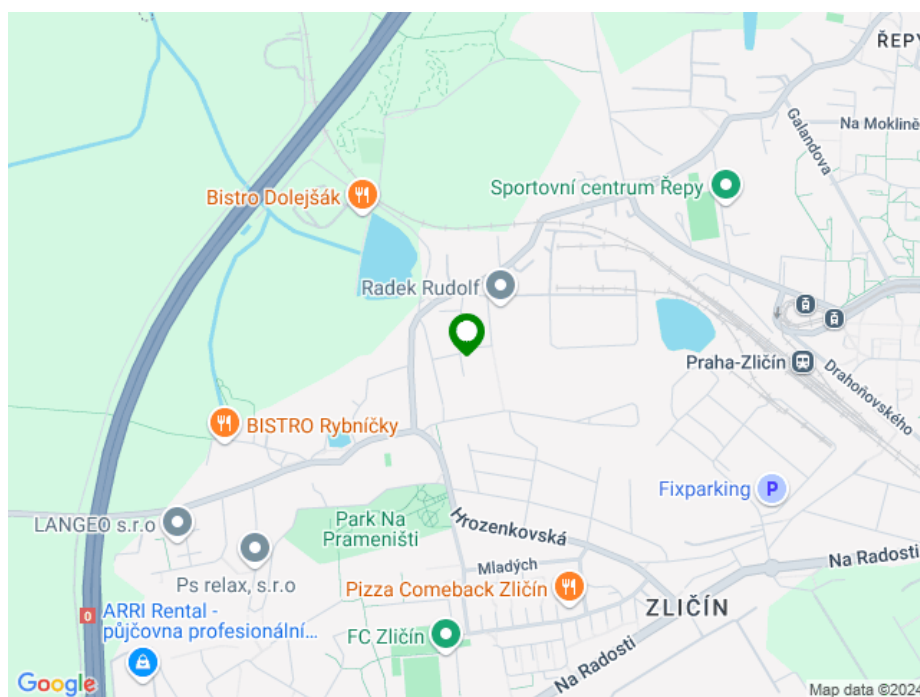 ŘEPY
Na Moklině
Galandova
Bistro Dolejšák
Sportovní centrum Řepy
Radek Rudolf
Praha-Zličín
Drahoňovského
BISTRO Rybníčky
Fixparking
P
LANGEO s.r.o
Park Na
Prameništi
Hrozenkovská
Ps relax, s.r.o
Mladých
Na Radosti
Pizza Comeback Zličín
ZLIČÍN
0
ARRI Rental -
půjčovna profesionální...
FC Zličín
Na Radosti
Google
Map data ©202